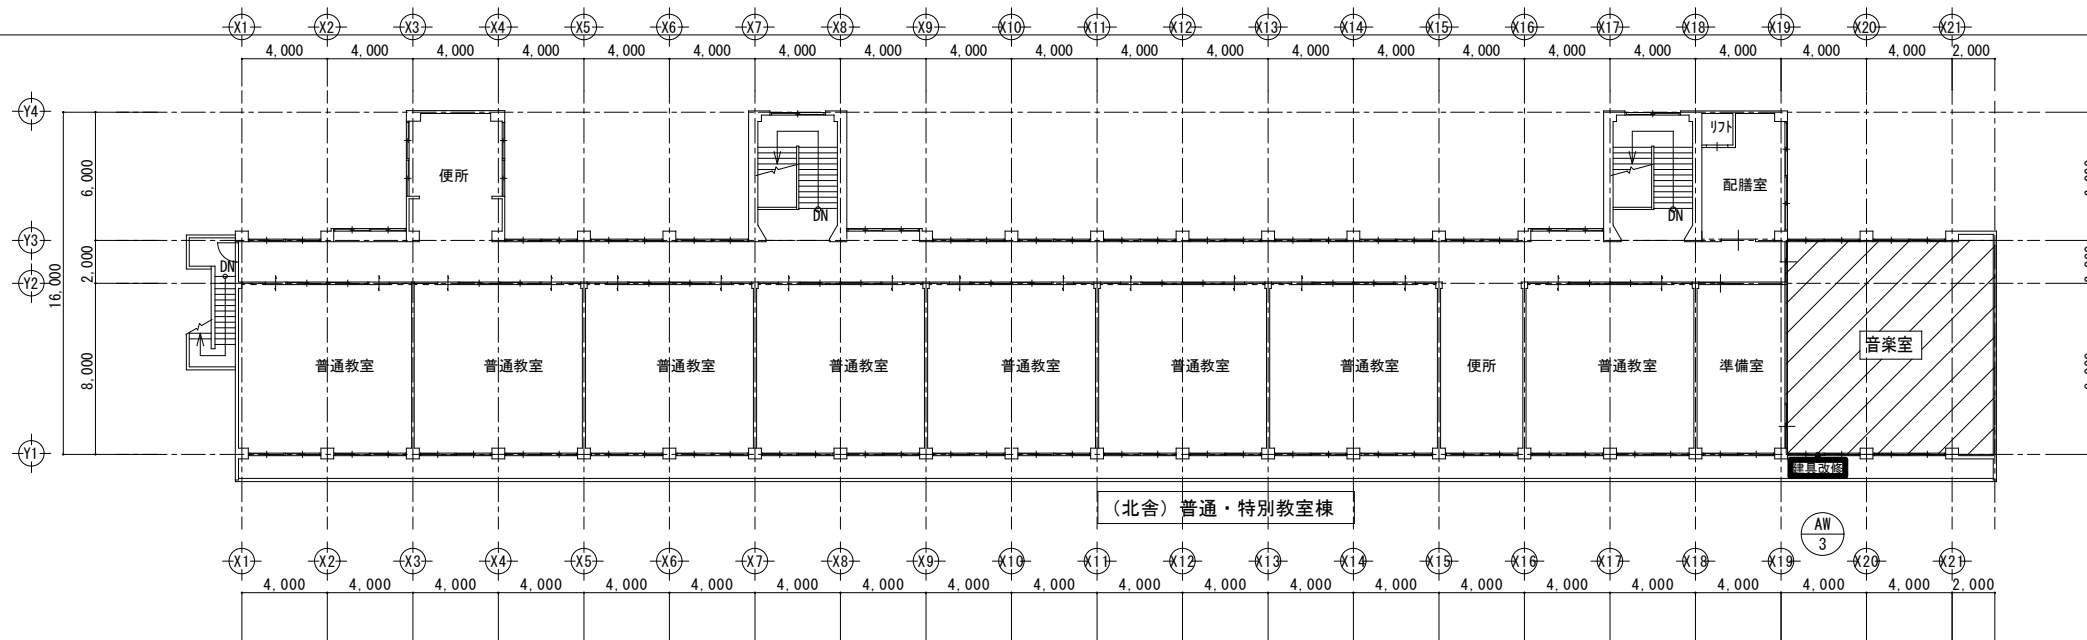 X1 X2 X3 X4 X5 X6 X7 X8 X9 X10 X11 X12 X13 X14 X15 X16 X17 X18 X19 X20 X21
4,000 4,000 4,000 4,000 4,000 4,000 4,000 4,000 4,000 4,000 4,000 4,000 4,000 4,000 4,000 4,000 4,000 4,000 4,000 4,000 2,000
Y4
リフト
6,000
便所
配膳室
DN
DN
Y3
DN
2,000
Y2
16,000
音楽室
8,000
普通教室 普通教室 普通教室 普通教室 普通教室 普通教室 普通教室 便所 普通教室 準備室
Y1
建具改修
(北舎)普通・特別教室棟
AW
3
X1 X2 X3 X4 X5 X6 X7 X8 X9 X10 X11 X12 X13 X14 X15 X16 X17 X18 X19 X20 X21
4,000 4,000 4,000 4,000 4,000 4,000 4,000 4,000 4,000 4,000 4,000 4,000 4,000 4,000 4,000 4,000 4,000 4,000 4,000 4,000 2,000